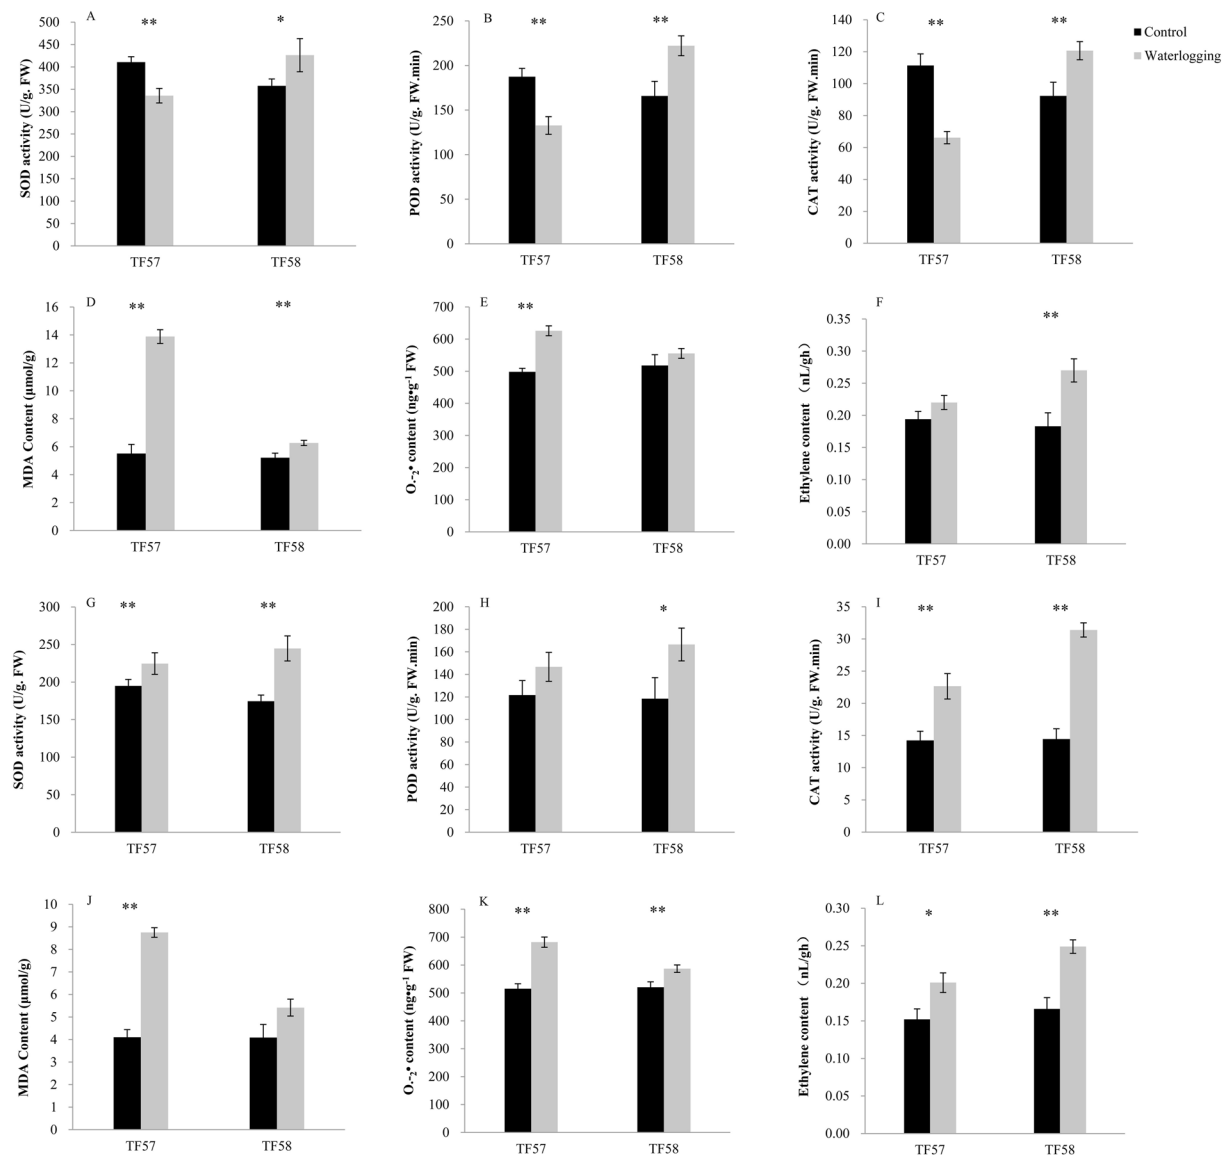 A
**
*
SOD activity (U/g. FW)
500
450
400
350
300
250
200
150
100
50
0
TF57
TF58
B
**
**
POD activity (U/g. FW.min)
250
200
150
100
50
0
TF57
TF58
C
**
**
CAT activity (U/g. FW.min)
140
120
100
80
60
40
20
0
TF57
TF58
Control
Waterlogging
D
**
**
MDA Content (μmol/g)
16
14
12
10
8
6
4
2
0
TF57
TF58
E
**
O.-₂• content (ng•g⁻¹ FW)
700
600
500
400
300
200
100
0
TF57
TF58
F
**
Ethylene content（nL/gh）
0.35
0.30
0.25
0.20
0.15
0.10
0.05
0.00
TF57
TF58
G
**
**
SOD activity (U/g. FW)
300
250
200
150
100
50
0
TF57
TF58
H
*
POD activity (U/g. FW.min)
200
180
160
140
120
100
80
60
40
20
0
TF57
TF58
I
**
**
CAT activity (U/g. FW.min)
35
30
25
20
15
10
5
0
TF57
TF58
J
**
MDA Content (μmol/g)
10
9
8
7
6
5
4
3
2
1
0
TF57
TF58
K
**
**
O.-₂• content (ng•g⁻¹ FW)
800
700
600
500
400
300
200
100
0
TF57
TF58
L
*
**
Ethylene content（nL/gh）
0.30
0.25
0.20
0.15
0.10
0.05
0.00
TF57
TF58